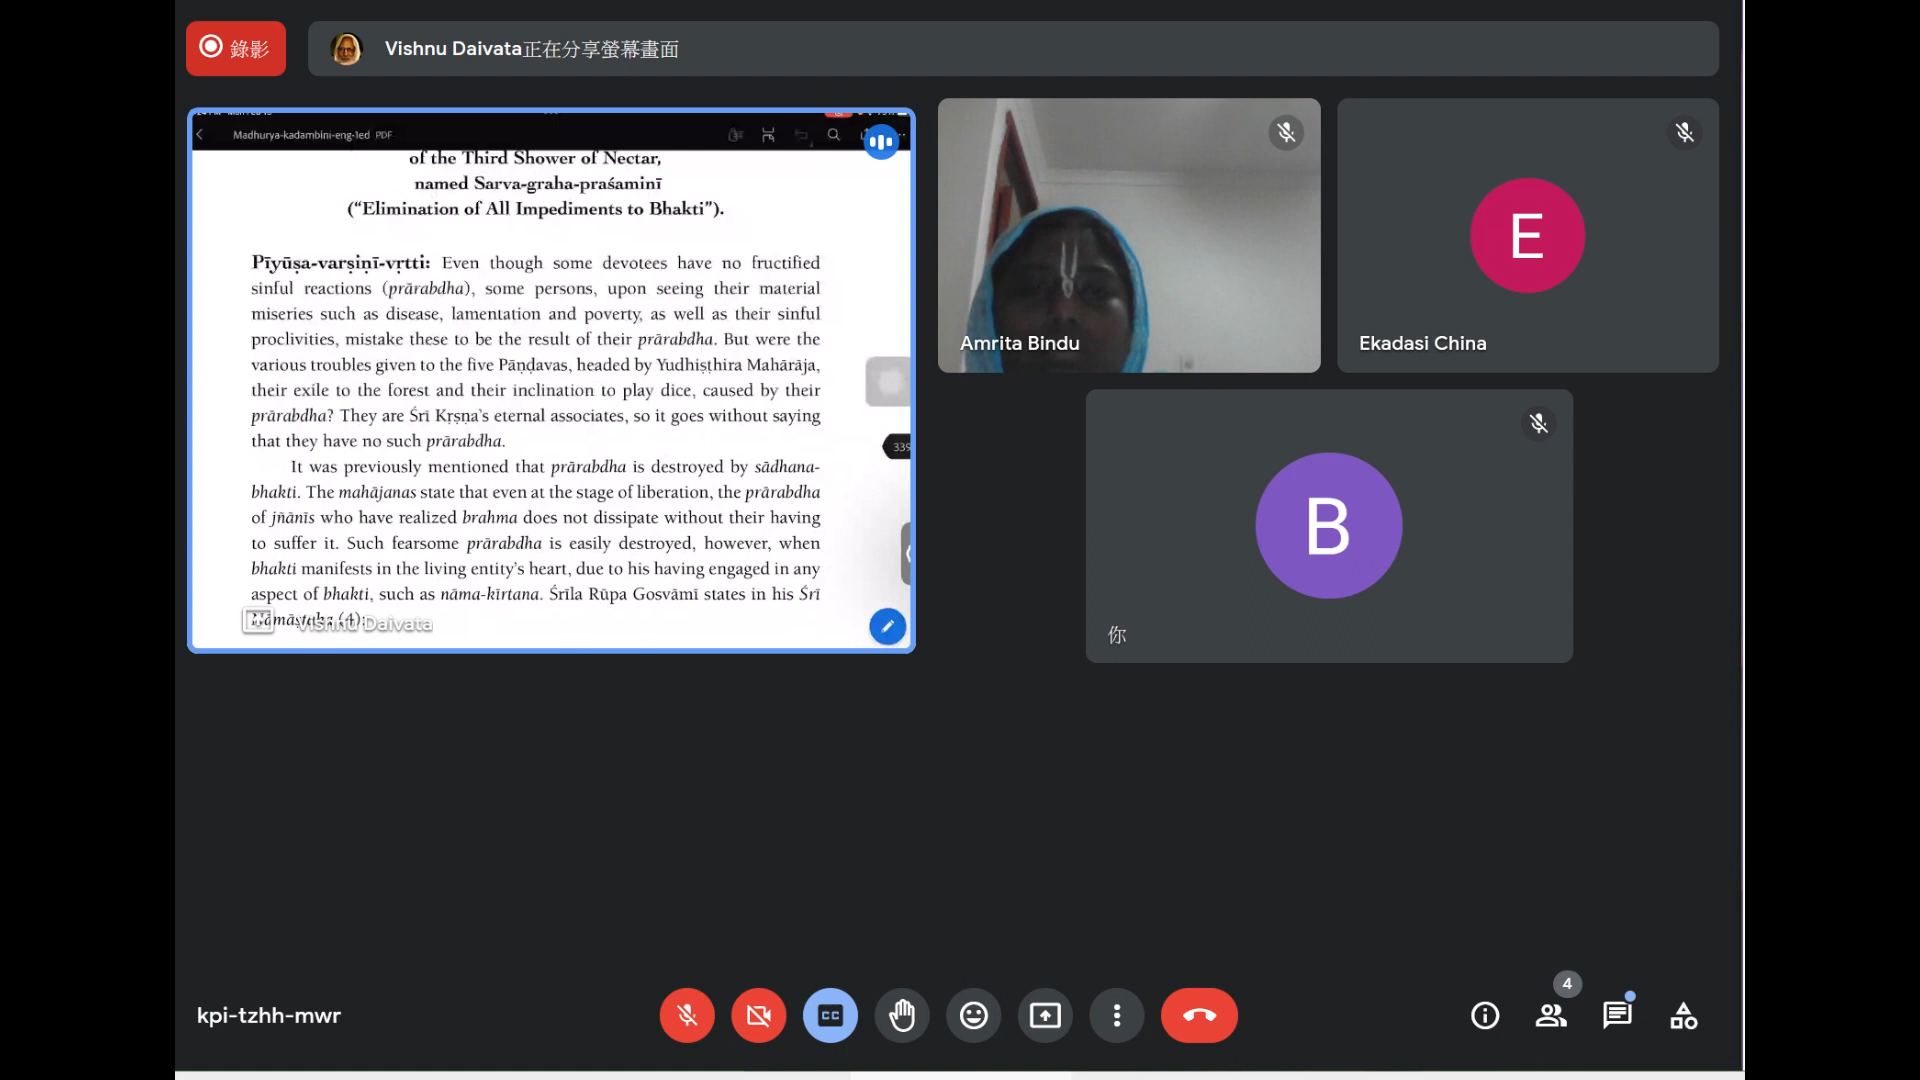 錄影
Vishnu Daivata正在分享螢幕畫面
Madhurya-kadambini-eng-1ed PDF
of the Third Shower of Nectar,
named Sarva-graha-praśaminī
(“Elimination of All Impediments to Bhakti”).
Pīyūṣa-varṣiṇī-vṛtti: Even though some devotees have no fructified
sinful reactions (prārabdha), some persons, upon seeing their material
miseries such as disease, lamentation and poverty, as well as their sinful
proclivities, mistake these to be the result of their prārabdha. But were the
various troubles given to the five Pāṇḍavas, headed by Yudhiṣṭhira Mahārāja,
their exile to the forest and their inclination to play dice, caused by their
prārabdha? They are Śrī Kṛṣṇa’s eternal associates, so it goes without saying
that they have no such prārabdha.
It was previously mentioned that prārabdha is destroyed by sādhana-
bhakti. The mahājanas state that even at the stage of liberation, the prārabdha
of jñānīs who have realized brahma does not dissipate without their having
to suffer it. Such fearsome prārabdha is easily destroyed, however, when
bhakti manifests in the living entity’s heart, due to his having engaged in any
aspect of bhakti, such as nāma-kīrtana. Śrīla Rūpa Gosvāmī states in his Śrī
Nāmāṣṭaka (4):
Vishnu Daivata
339
Amrita Bindu
E
Ekadasi China
B
你
kpi-tzhh-mwr
CC
4